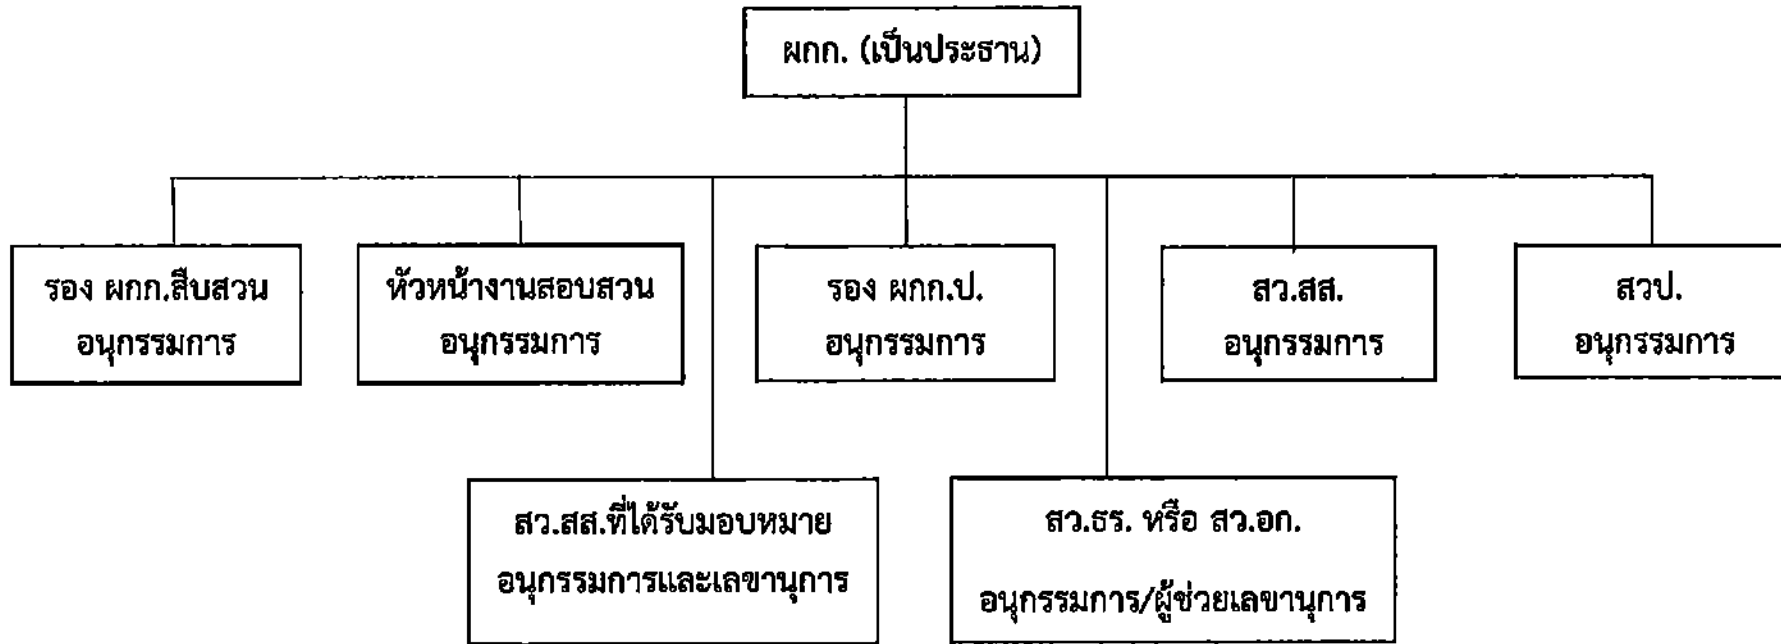 ผกก. (เป็นประธาน)
รอง ผกก.สืบสวน
อนุกรรมการ
หัวหน้างานสอบสวน
อนุกรรมการ
รอง ผกก.ป.
อนุกรรมการ
สว.สส.
อนุกรรมการ
สวป.
อนุกรรมการ
สว.สส.ที่ได้รับมอบหมาย
อนุกรรมการและเลขานุการ
สว.ธร. หรือ สว.อก.
อนุกรรมการ/ผู้ช่วยเลขานุการ